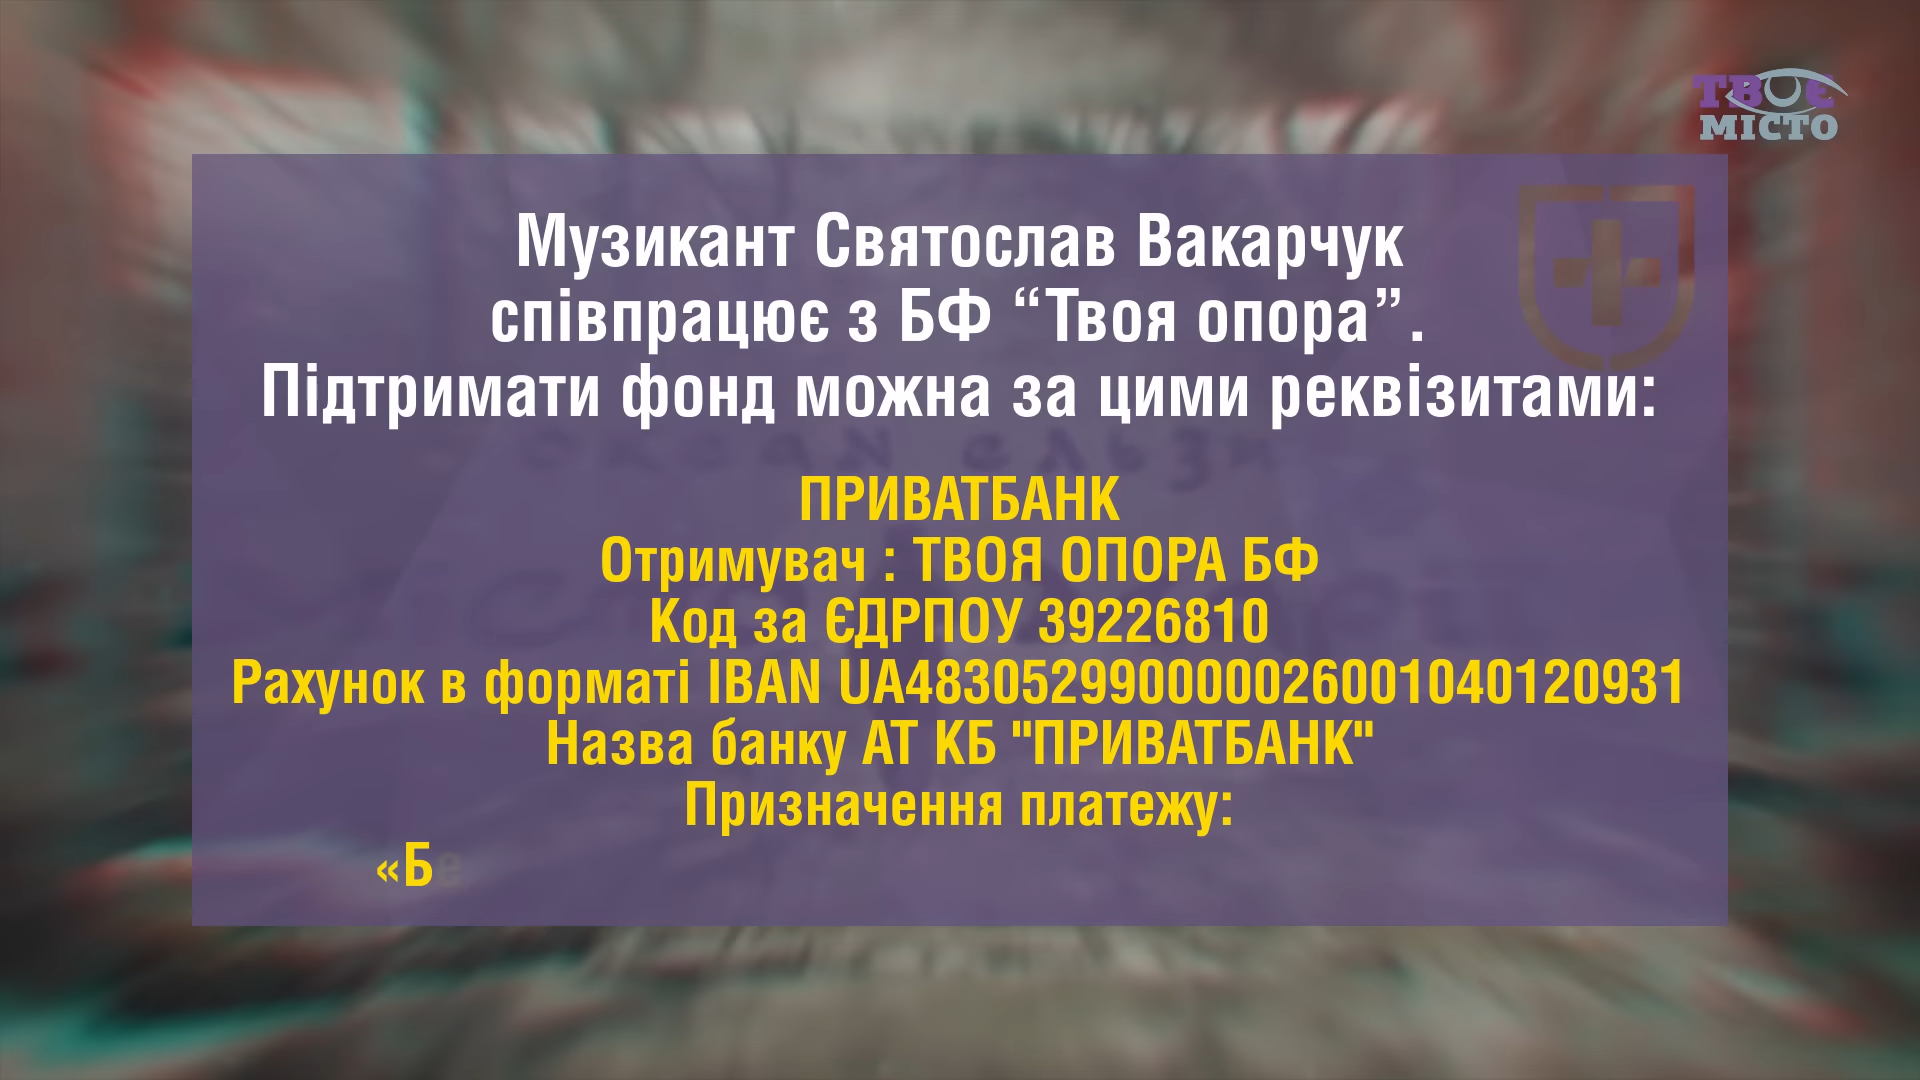 ТВОЄ
МІСТО
Музикант Святослав Вакарчук
співпрацює з БФ “Твоя опора”.
Підтримати фонд можна за цими реквізитами:
ПРИВАТБАНК
Отримувач : ТВОЯ ОПОРА БФ
Код за ЄДРПОУ 39226810
Рахунок в форматі IBAN UA483052990000026001040120931
Назва банку АТ КБ "ПРИВАТБАНК"
Призначення платежу:
«Бе